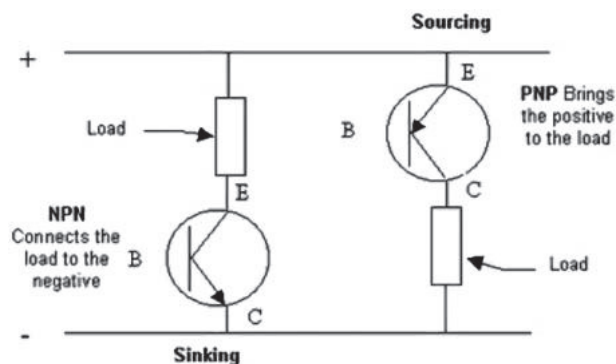 Sourcing
+
E
PNP Brings
the positive
to the load
B
Load
C
E
NPN
Connects the
load to the
negative
B
Load
C
-
Sinking